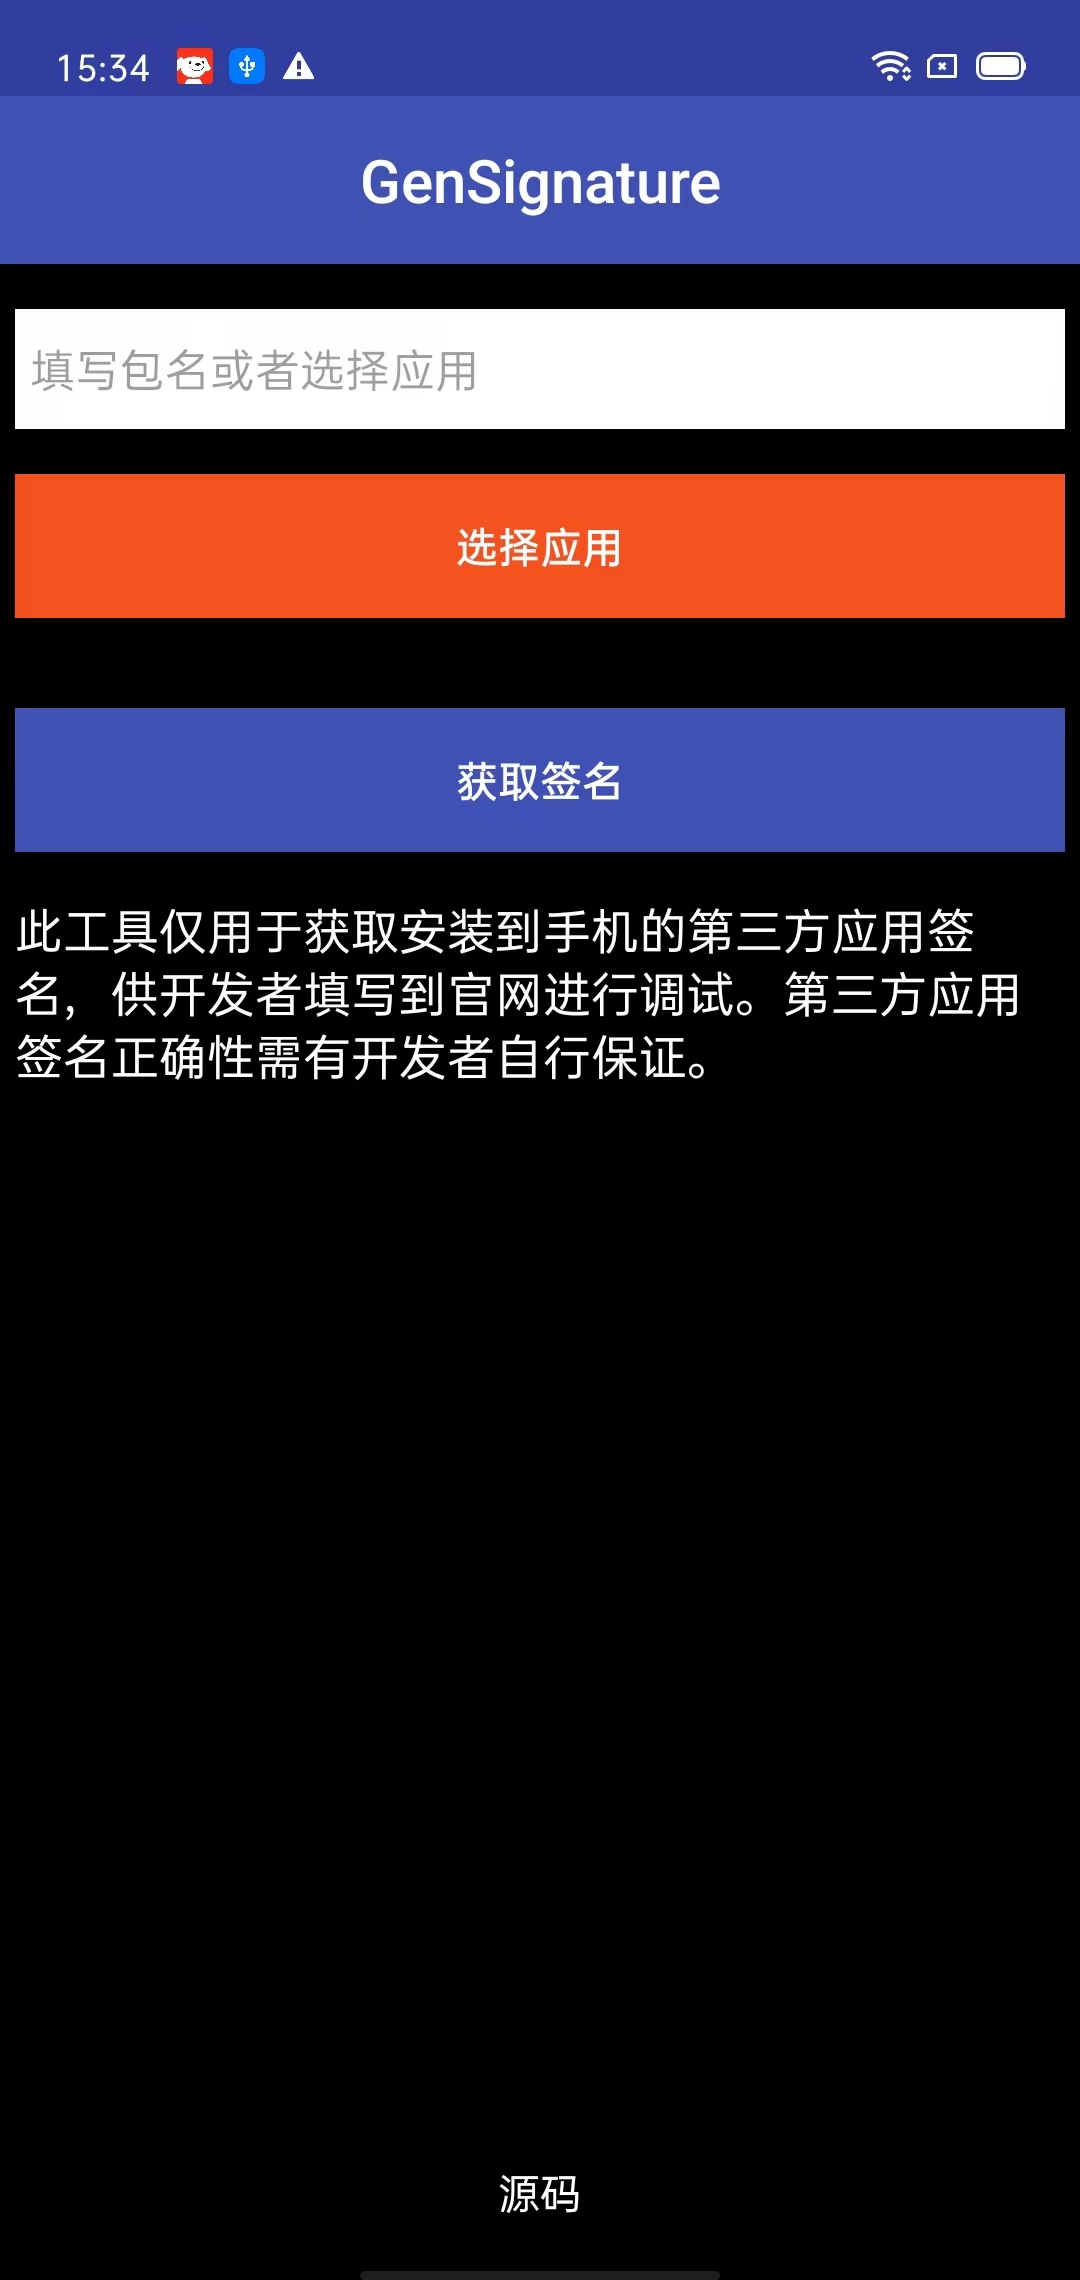 15:34
GenSignature
填写包名或者选择应用
选择应用
获取签名
此工具仅用于获取安装到手机的第三方应用签
名，供开发者填写到官网进行调试。第三方应用
签名正确性需有开发者自行保证。
源码